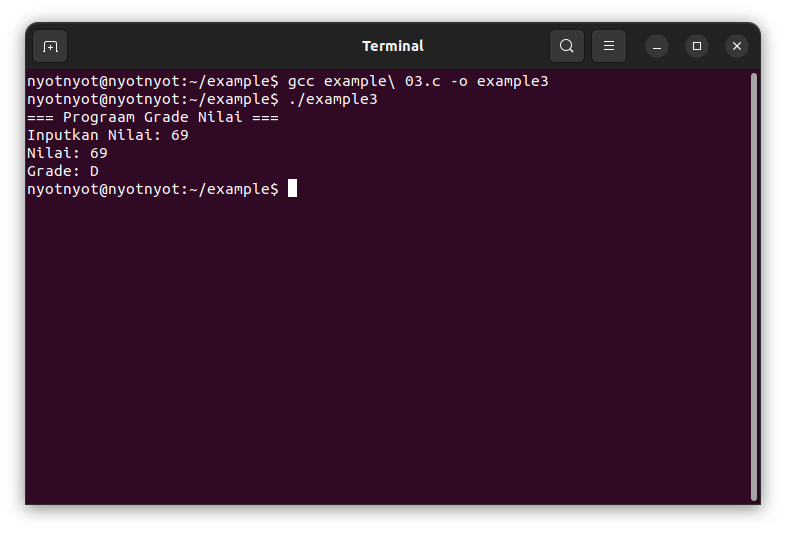 Terminal
nyotnyot@nyotnyot:~/example$ gcc example\ 03.c -o example3
nyotnyot@nyotnyot:~/example$ ./example3
=== Prograam Grade Nilai ===
Inputkan Nilai: 69
Nilai: 69
Grade: D
nyotnyot@nyotnyot:~/example$